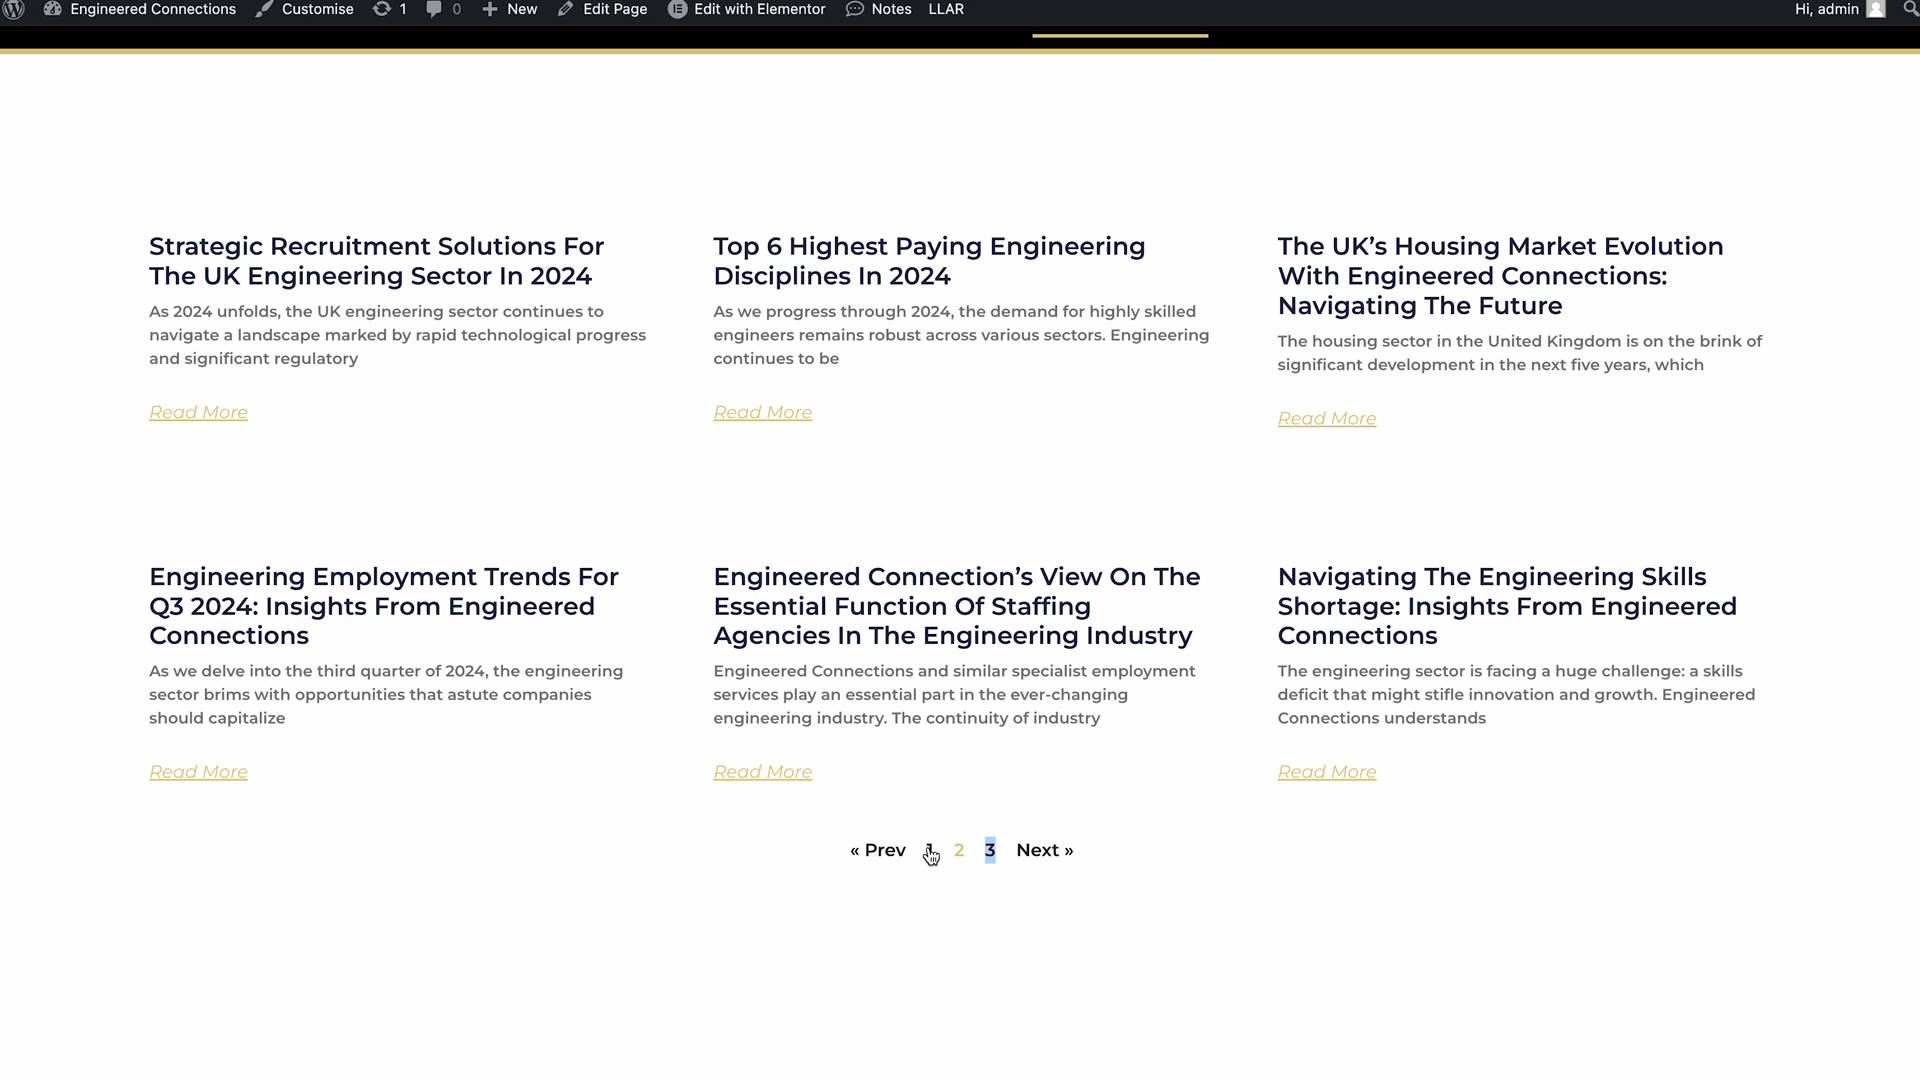 Engineered Connections Customise 1 0 New Edit Page Edit with Elementor Notes LLAR Hi, admin
Strategic Recruitment Solutions For
The UK Engineering Sector In 2024
As 2024 unfolds, the UK engineering sector continues to
navigate a landscape marked by rapid technological progress
and significant regulatory
Read More
Top 6 Highest Paying Engineering
Disciplines In 2024
As we progress through 2024, the demand for highly skilled
engineers remains robust across various sectors. Engineering
continues to be
Read More
The UK’s Housing Market Evolution
With Engineered Connections:
Navigating The Future
The housing sector in the United Kingdom is on the brink of
significant development in the next five years, which
Read More
Engineering Employment Trends For
Q3 2024: Insights From Engineered
Connections
As we delve into the third quarter of 2024, the engineering
sector brims with opportunities that astute companies
should capitalize
Read More
Engineered Connection’s View On The
Essential Function Of Staffing
Agencies In The Engineering Industry
Engineered Connections and similar specialist employment
services play an essential part in the ever-changing
engineering industry. The continuity of industry
Read More
Navigating The Engineering Skills
Shortage: Insights From Engineered
Connections
The engineering sector is facing a huge challenge: a skills
deficit that might stifle innovation and growth. Engineered
Connections understands
Read More
« Prev 1 2 3 Next »